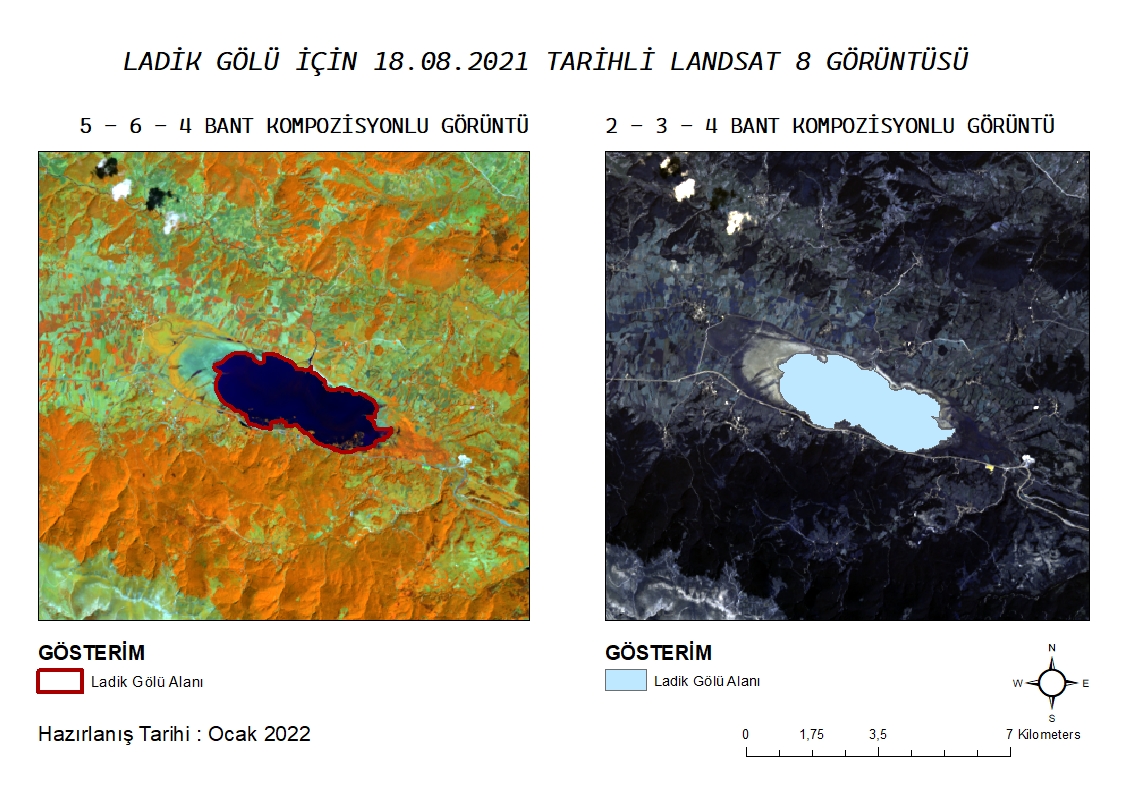 LADİK GÖLÜ İÇİN 18.08.2021 TARİHLİ LANDSAT 8 GÖRÜNTÜSÜ
5 – 6 – 4 BANT KOMPOZİSYONLU GÖRÜNTÜ
2 – 3 – 4 BANT KOMPOZİSYONLU GÖRÜNTÜ
GÖSTERİM
Ladik Gölü Alanı
GÖSTERİM
Ladik Gölü Alanı
N
W E
S
Hazırlanış Tarihi : Ocak 2022
0 1,75 3,5 7 Kilometers